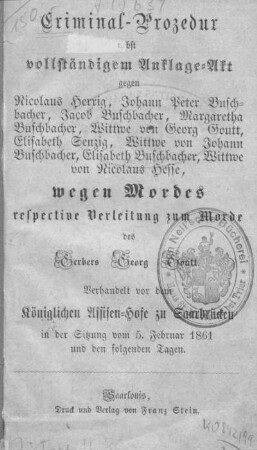 Criminal-Prozedur
nebst
vollständigem Anklage-Akt
gegen
Nicolaus Herrig, Johann Peter Busch-
bacher, Jacob Buschbacher, Margaretha
Buschbacher, Wittwe von Georg Goutt,
Elisabeth Senzig, Wittwe von Johann
Buschbacher, Elisabeth Buschbacher, Wittwe
von Nicolaus Hesse,
wegen Mordes
respective Verleitung zum Morde
des
Gerbers Georg Goutt.
Verhandelt vor dem
Königlichen Assisen-Hofe zu Saarbrücken
in der Sitzung vom 5. Februar 1861
und den folgenden Tagen.
Saarlouis,
Druck und Verlag von Franz Stein.